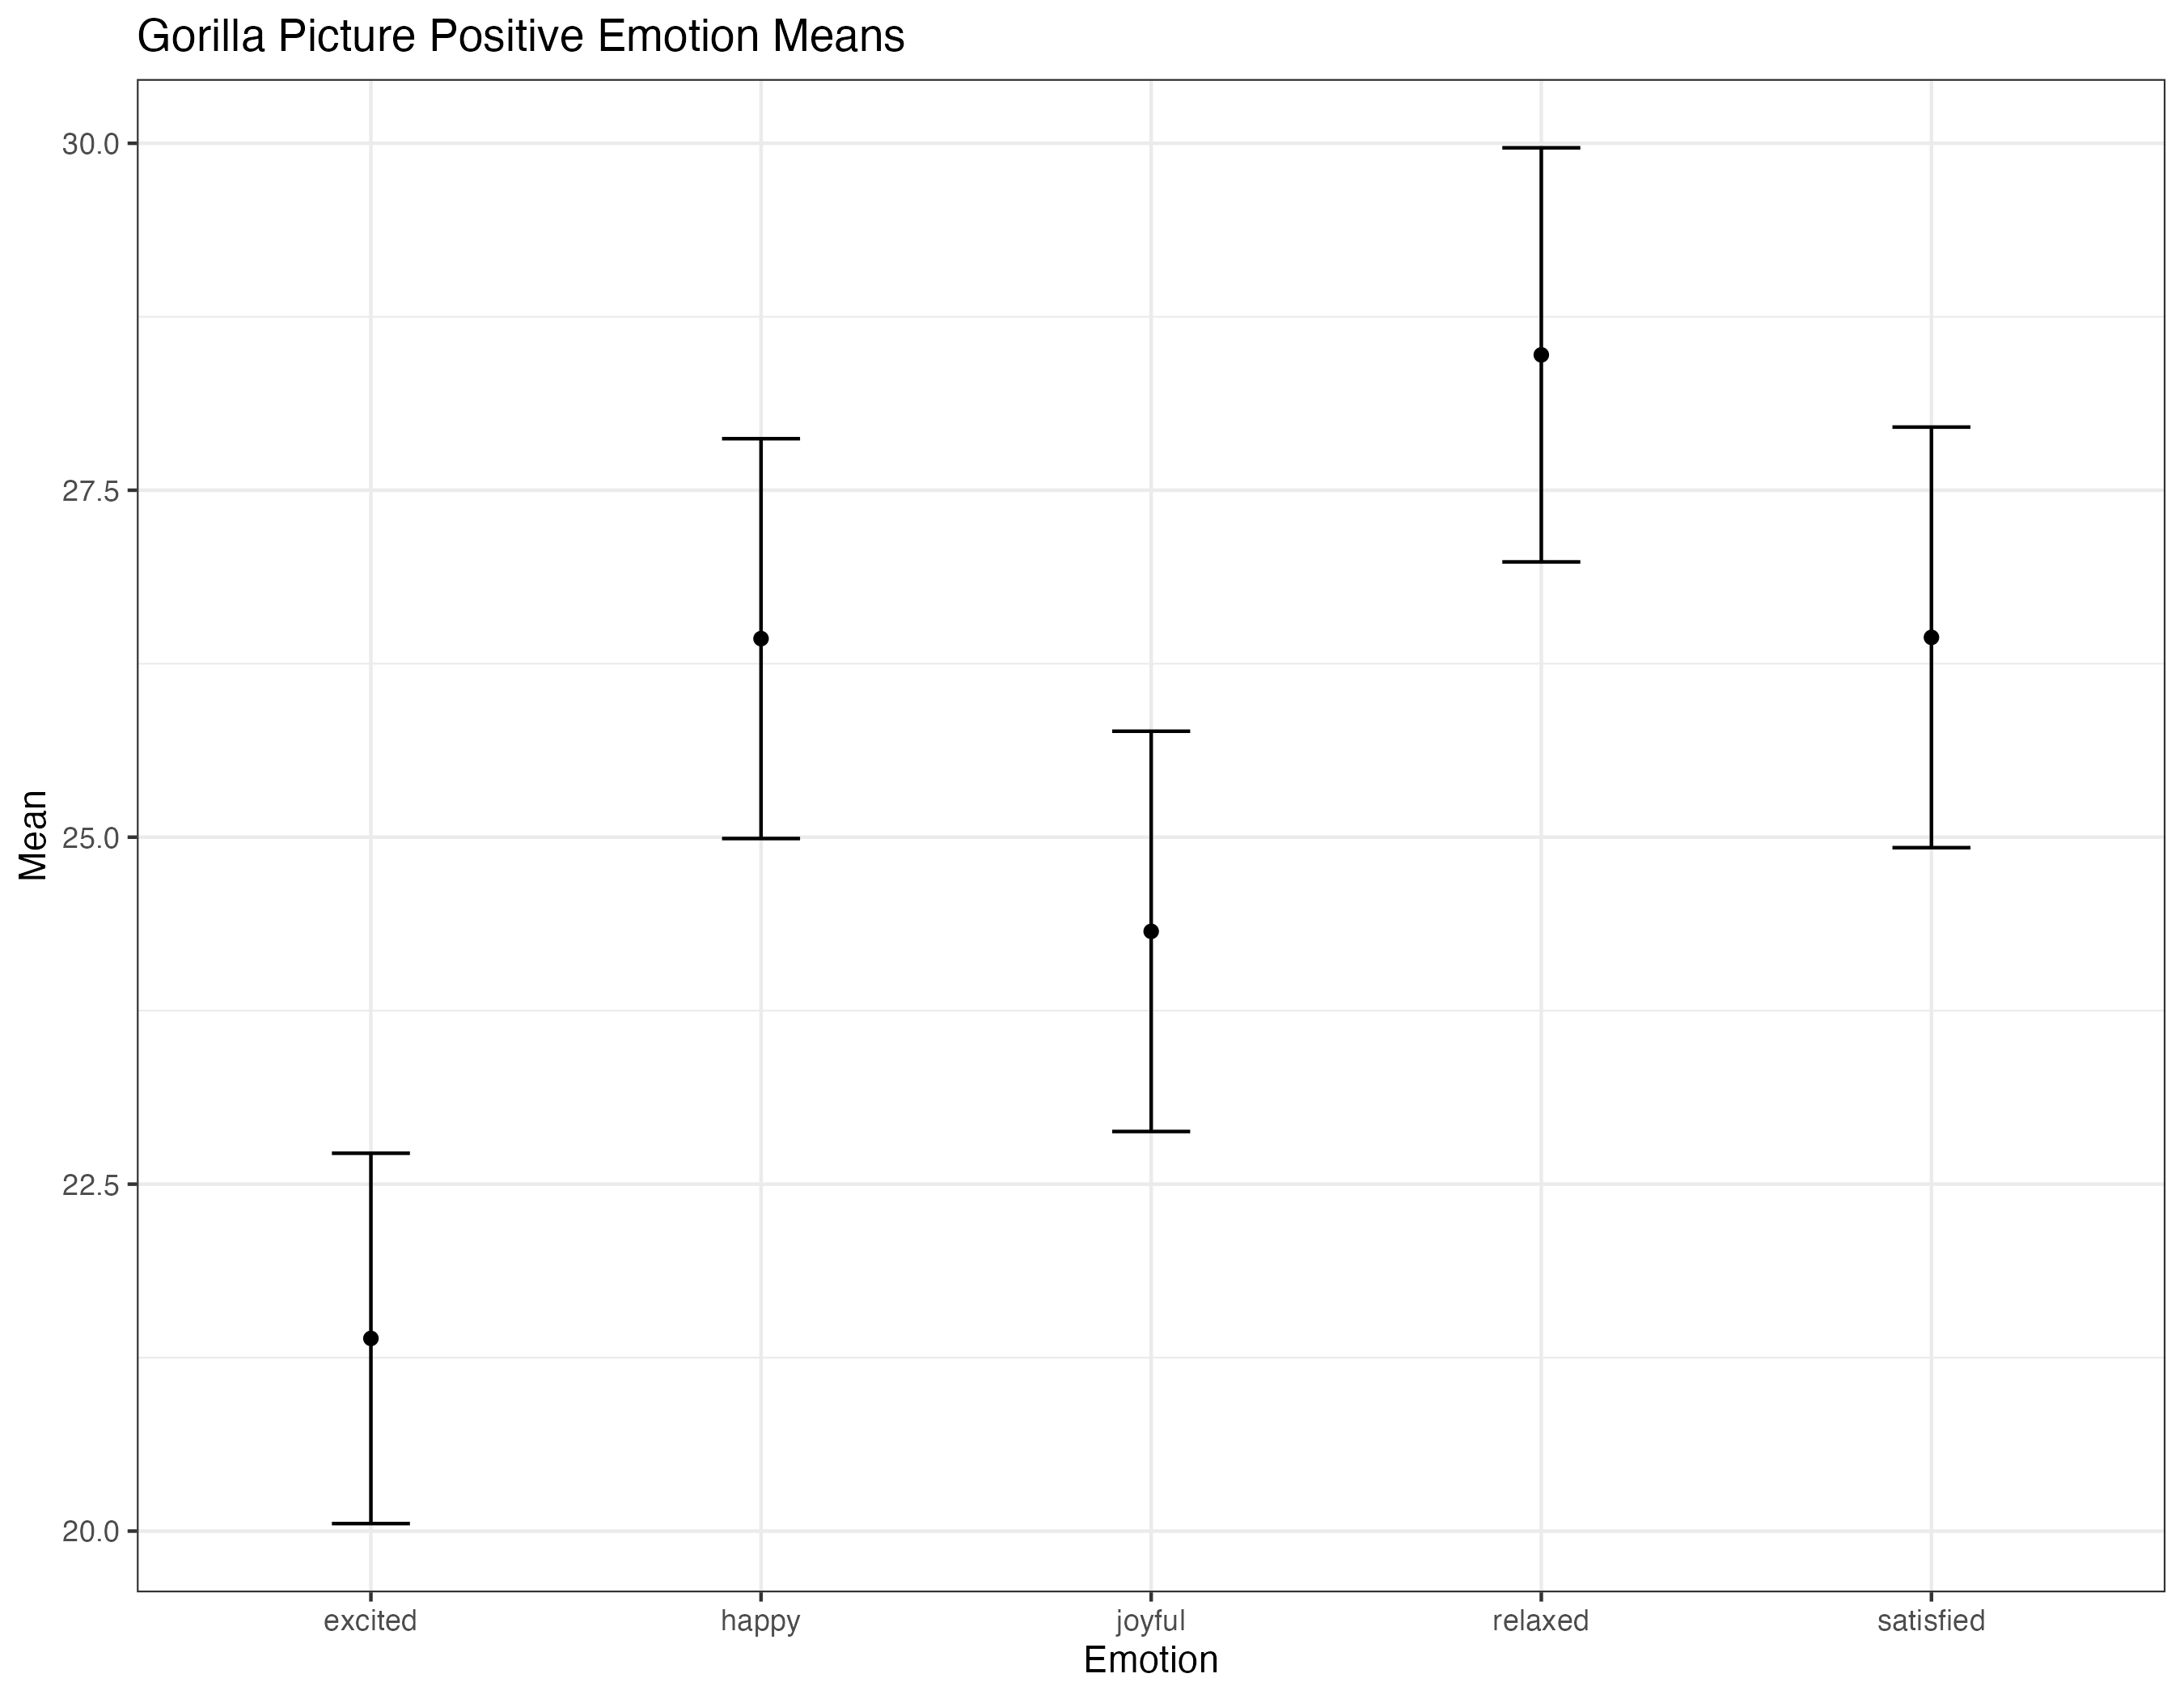 Gorilla Picture Positive Emotion Means
Mean
30.0
27.5
25.0
22.5
20.0
excited happy joyful relaxed satisfied
Emotion